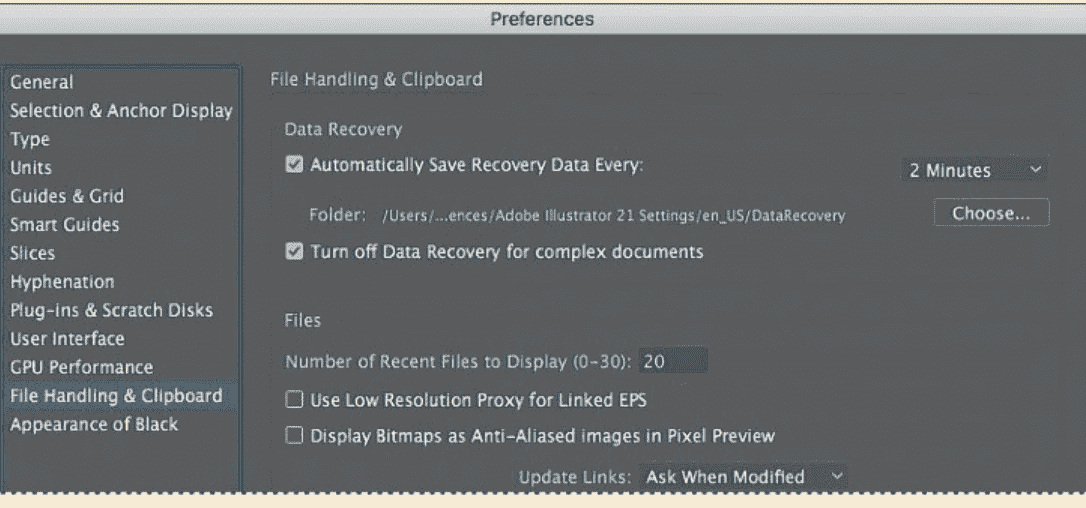 Preferences
General
Selection & Anchor Display
Type
Units
Guides & Grid
Smart Guides
Slices
Hyphenation
Plug-ins & Scratch Disks
User Interface
GPU Performance
File Handling & Clipboard
Appearance of Black
File Handling & Clipboard
Data Recovery
Automatically Save Recovery Data Every: 2 Minutes
Folder: /Users/...ences/Adobe Illustrator 21 Settings/en_US/DataRecovery Choose...
Turn off Data Recovery for complex documents
Files
Number of Recent Files to Display (0-30): 20
Use Low Resolution Proxy for Linked EPS
Display Bitmaps as Anti-Aliased images in Pixel Preview
Update Links: Ask When Modified